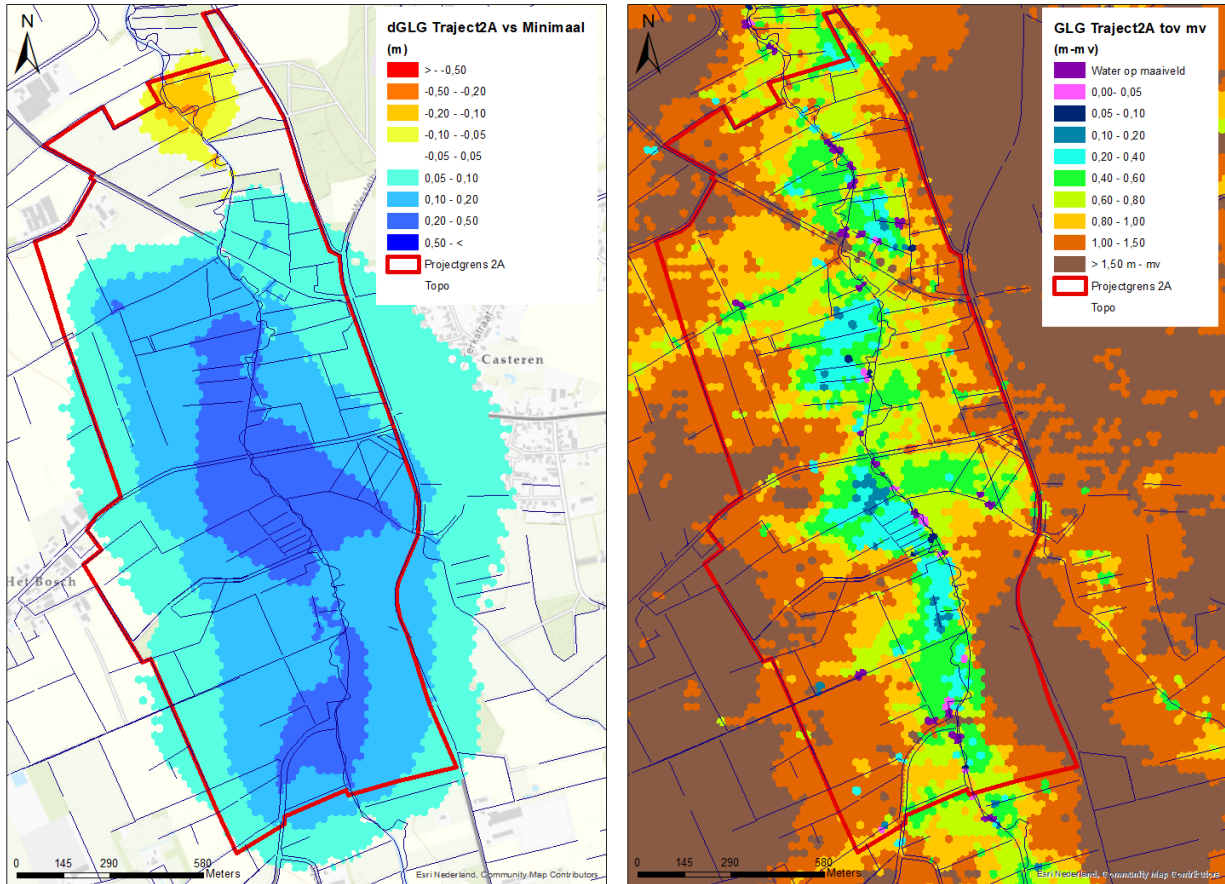 N
dGLG Traject2A vs Minimaal
(m)
> - -0,50
-0,50 - -0,20
-0,20 - -0,10
-0,10 - -0,05
-0,05 - 0,05
0,05 - 0,10
0,10 - 0,20
0,20 - 0,50
0,50 - <
Projectgrens 2A
Topo
Casteren
Het Bosch
0 145 290 580
Meters
Esri Nederland, Community Map Contributors
N
GLG Traject2A tov mv
(m-mv)
Water op maaiveld
0,00- 0,05
0,05 - 0,10
0,10 - 0,20
0,20 - 0,40
0,40 - 0,60
0,60 - 0,80
0,80 - 1,00
1,00 - 1,50
> 1,50 m - mv
Projectgrens 2A
Topo
0 145 290 580
Meters
Esri Nederland, Community Map Contributors